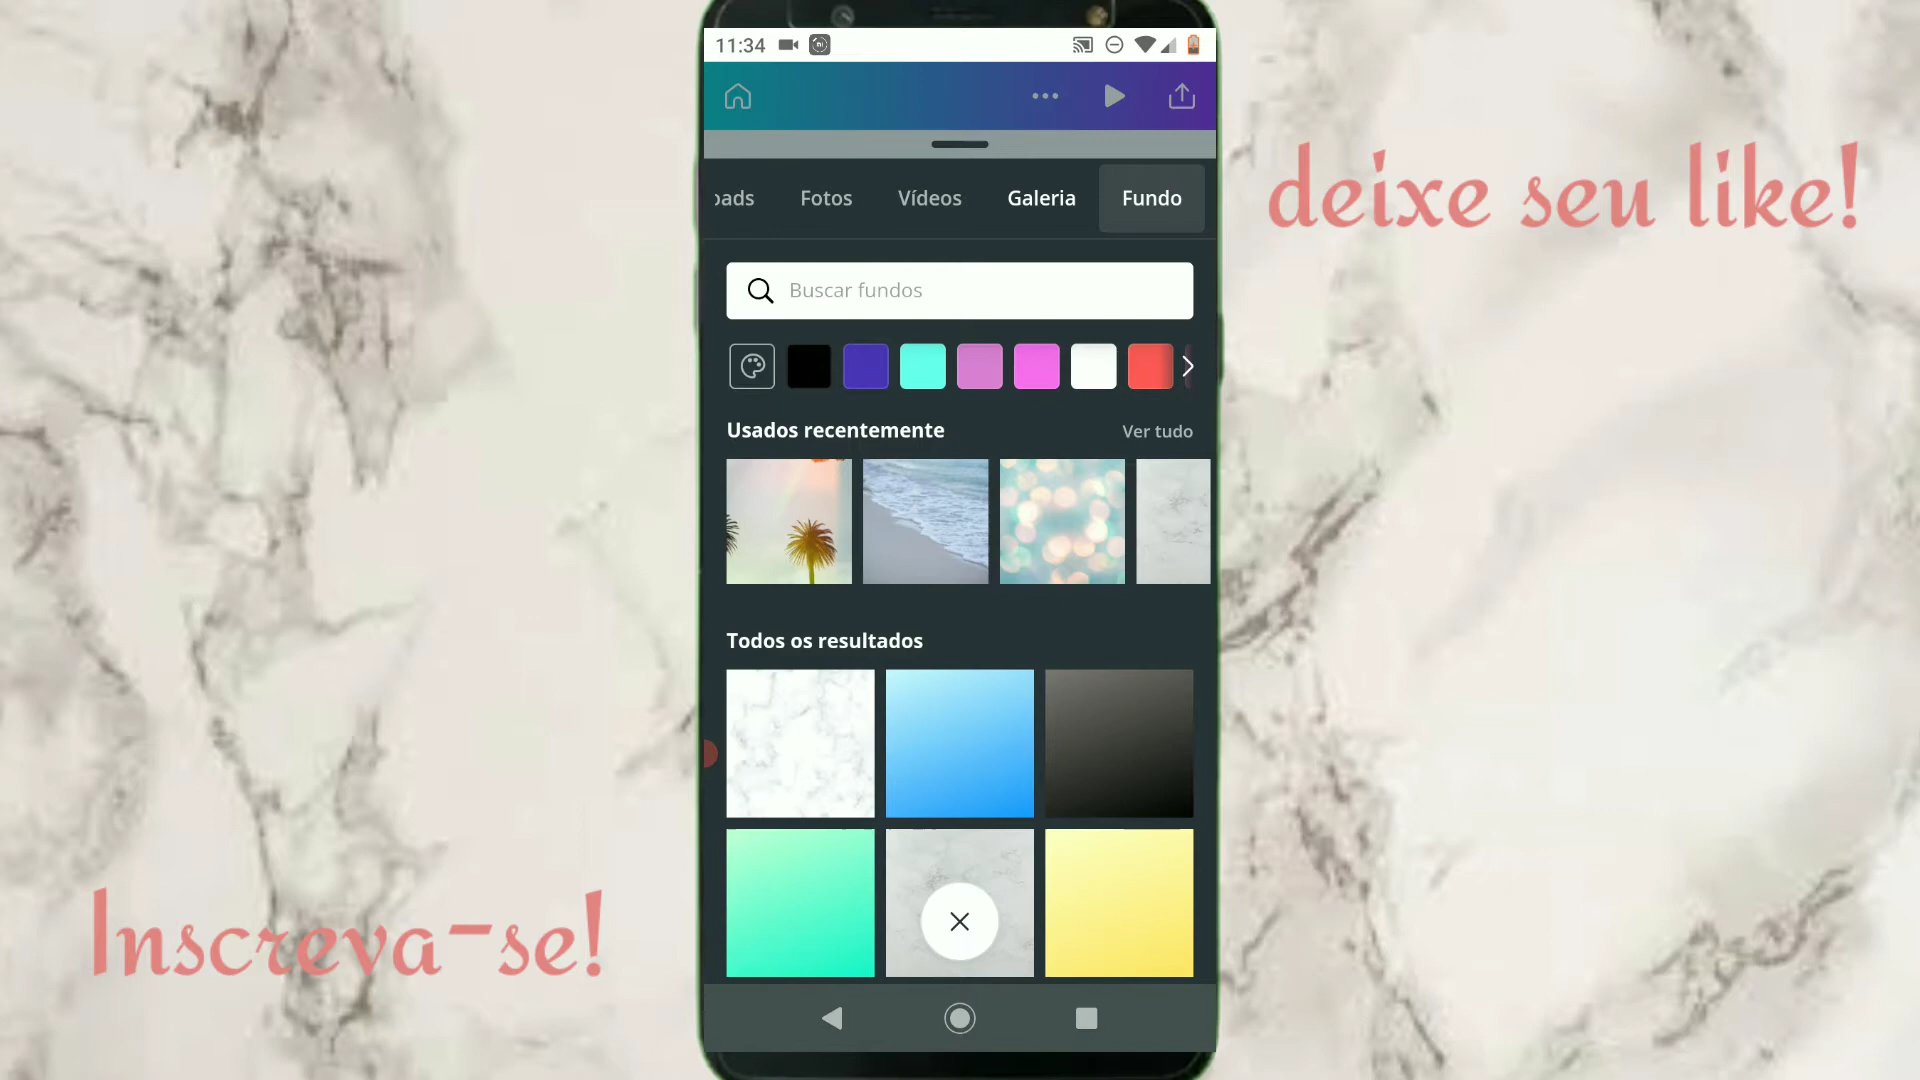 11:34
oads Fotos Vídeos Galeria Fundo
deixe seu like!
Buscar fundos
Usados recentemente Ver tudo
Todos os resultados
Inscreva-se!